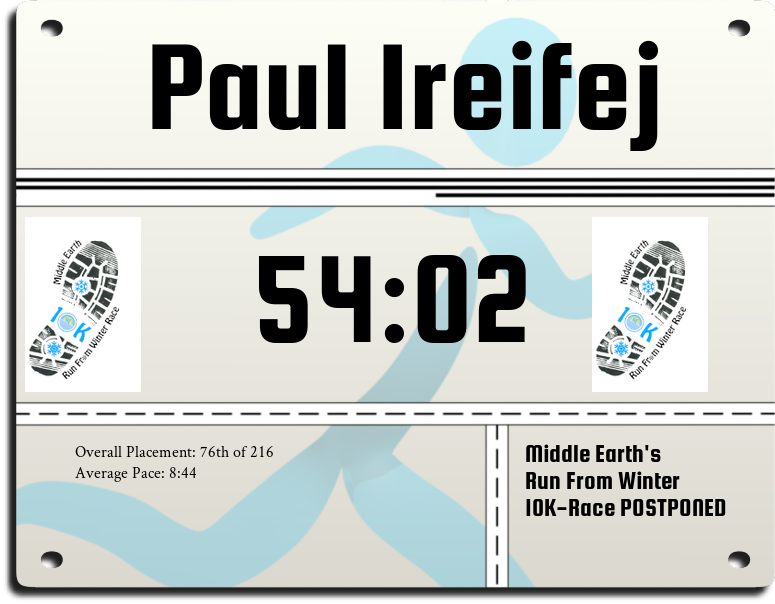 Paul Ireifej
54:02
Middle Earth
10K
Run From Winter Race
Middle Earth
10K
Run From Winter Race
Overall Placement: 76th of 216
Average Pace: 8:44
Middle Earth's
Run From Winter
10K-Race POSTPONED